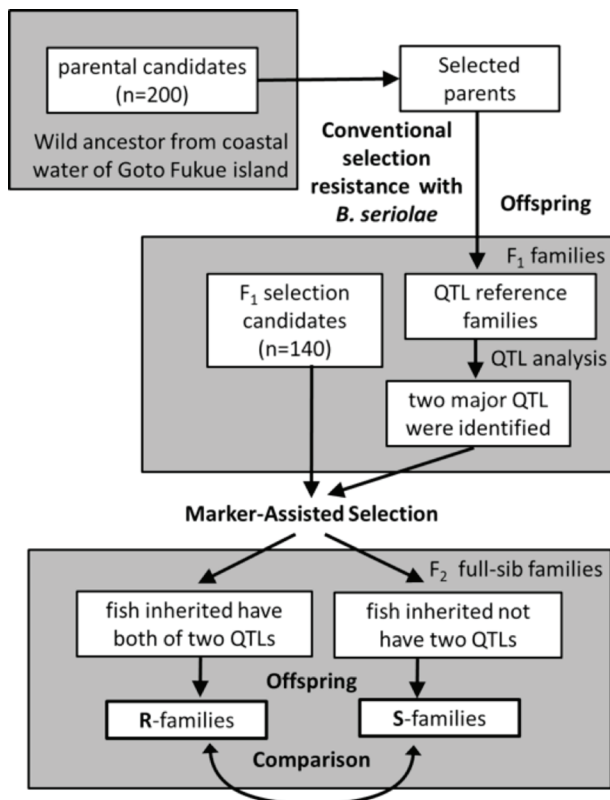 parental candidates
(n=200)
Wild ancestor from coastal
water of Goto Fukue island
Selected
parents
Conventional
selection
resistance with
B. seriolae
Offspring
F1 families
F1 selection
candidates
(n=140)
QTL reference
families
QTL analysis
two major QTL
were identified
Marker-Assisted Selection
F2 full-sib families
fish inherited have
both of two QTLs
fish inherited not
have two QTLs
Offspring
R-families
S-families
Comparison